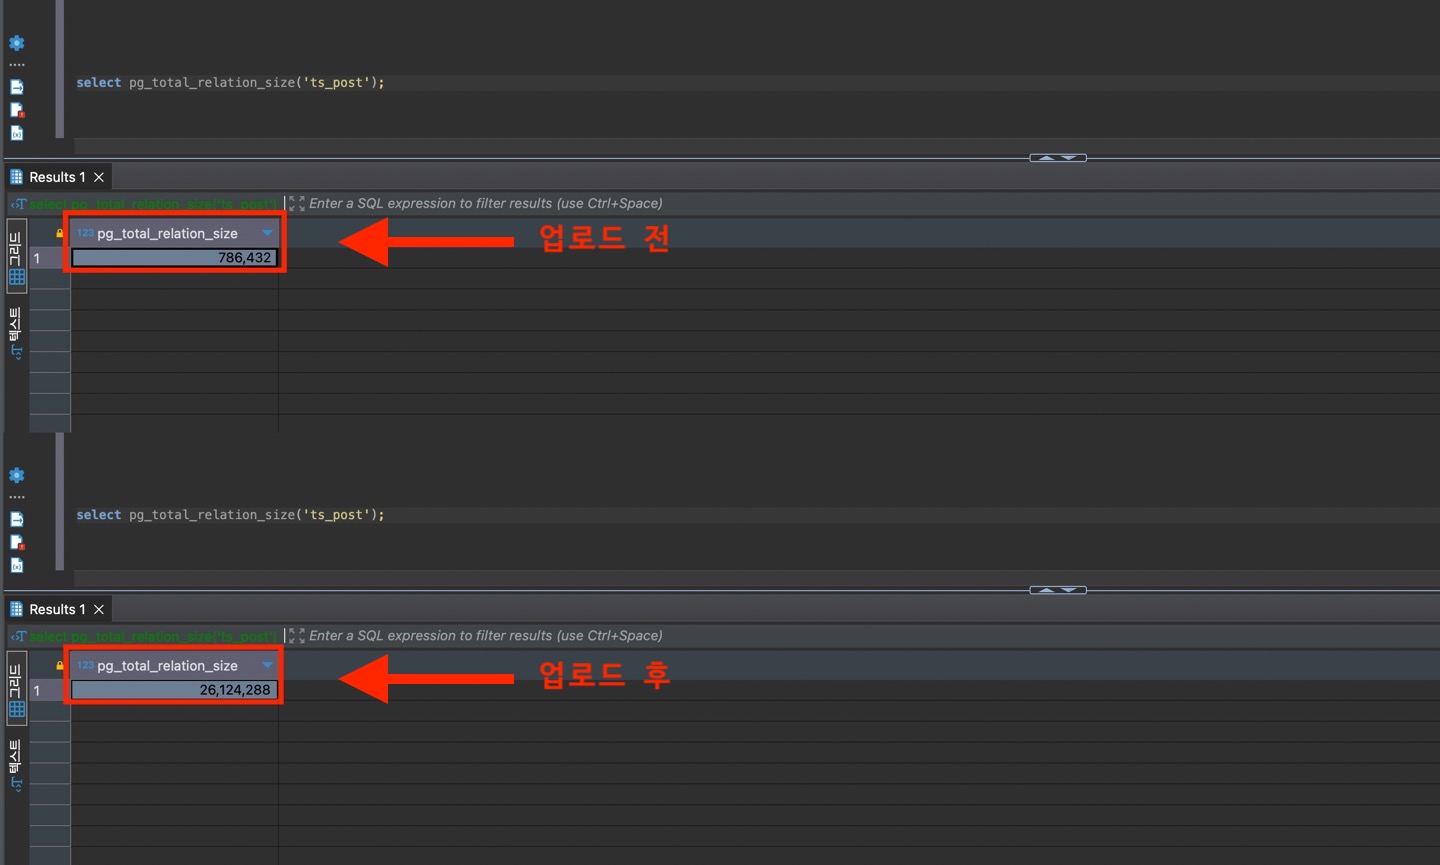 select pg_total_relation_size('ts_post');
Results 1
select pg_total_relation_size('ts_post')
Enter a SQL expression to filter results (use Ctrl+Space)
그리드
텍스트
123 pg_total_relation_size
1 786,432
업로드 전
select pg_total_relation_size('ts_post');
Results 1
select pg_total_relation_size('ts_post')
Enter a SQL expression to filter results (use Ctrl+Space)
그리드
텍스트
123 pg_total_relation_size
1 26,124,288
업로드 후